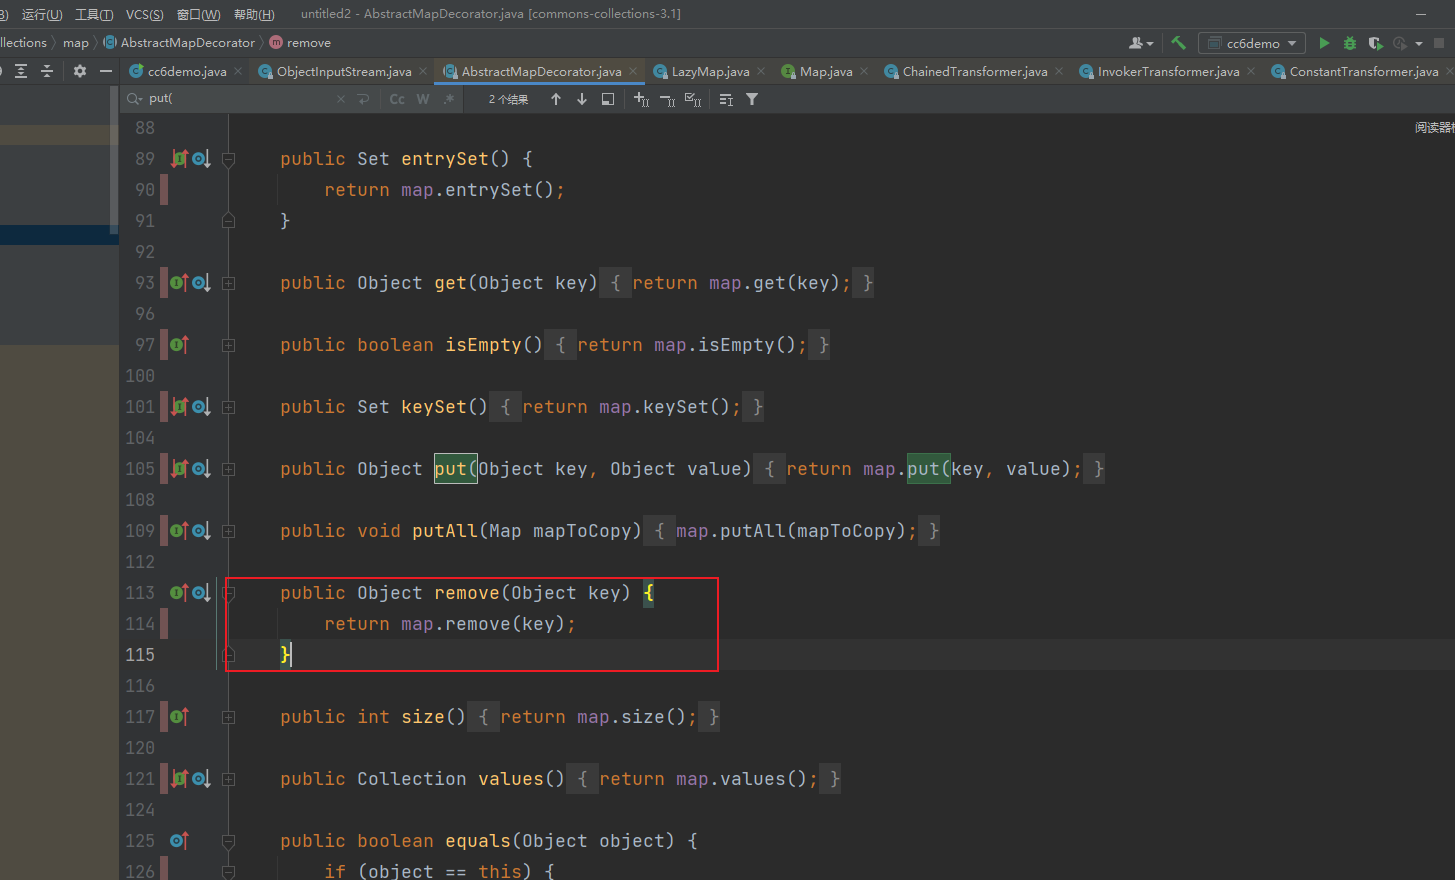 运行(U) 工具(T) VCS(S) 窗口(W) 帮助(H) untitled2 - AbstractMapDecorator.java [commons-collections-3.1]
llections map AbstractMapDecorator remove cc6demo
cc6demo.java ObjectInputStream.java AbstractMapDecorator.java LazyMap.java Map.java ChainedTransformer.java InvokerTransformer.java ConstantTransformer.java
put( Cc W .* 2 个结果
88 阅读器
89 public Set entrySet() {
90 return map.entrySet();
91 }
92
93 public Object get(Object key) { return map.get(key); }
96
97 public boolean isEmpty() { return map.isEmpty(); }
100
101 public Set keySet() { return map.keySet(); }
104
105 public Object put(Object key, Object value) { return map.put(key, value); }
108
109 public void putAll(Map mapToCopy) { map.putAll(mapToCopy); }
112
113 public Object remove(Object key) {
114 return map.remove(key);
115 }
116
117 public int size() { return map.size(); }
120
121 public Collection values() { return map.values(); }
124
125 public boolean equals(Object object) {
126 if (object == this) {